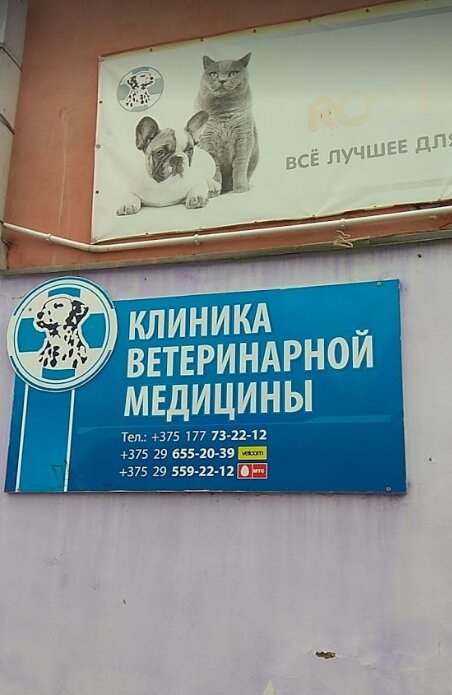 ВСЁ ЛУЧШЕЕ ДЛЯ
КЛИНИКА
ВЕТЕРИНАРНОЙ
МЕДИЦИНЫ
Тел.: +375 177 73-22-12
+375 29 655-20-39 velcom
+375 29 559-22-12 МТС